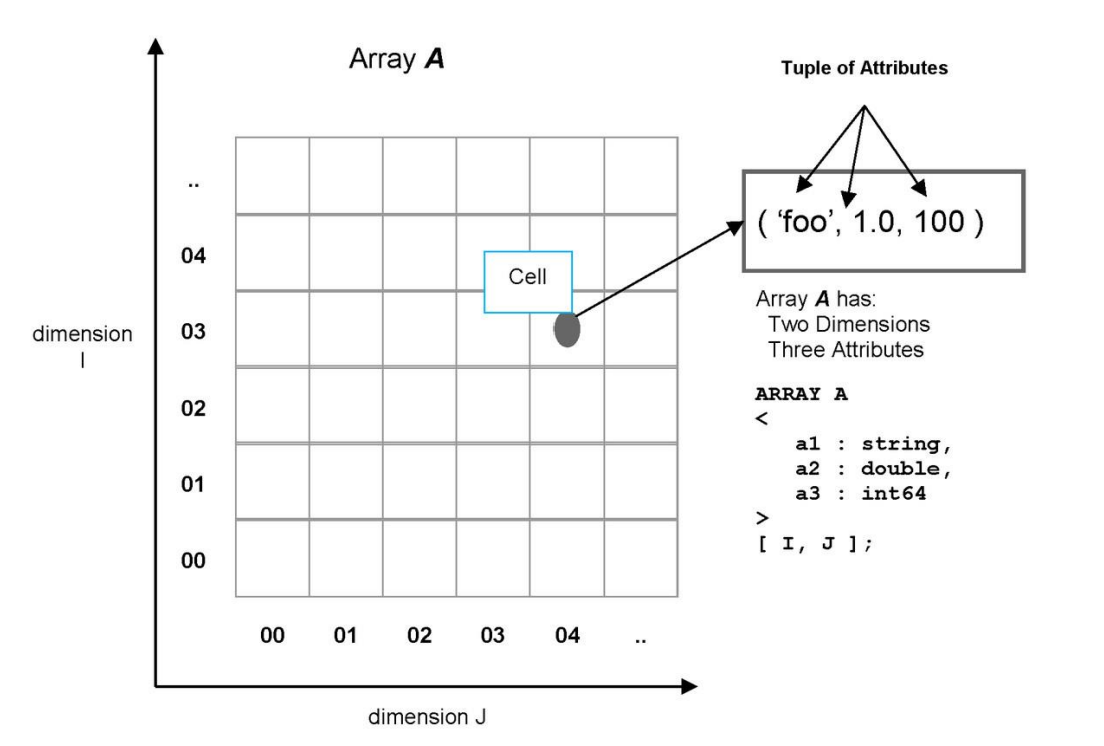 Array A
Tuple of Attributes
..
04
03
02
01
00
dimension
I
Cell
00 01 02 03 04 ..
dimension J
( ‘foo’, 1.0, 100 )
Array A has:
Two Dimensions
Three Attributes
ARRAY A
<
a1 : string,
a2 : double,
a3 : int64
>
[ I, J ];